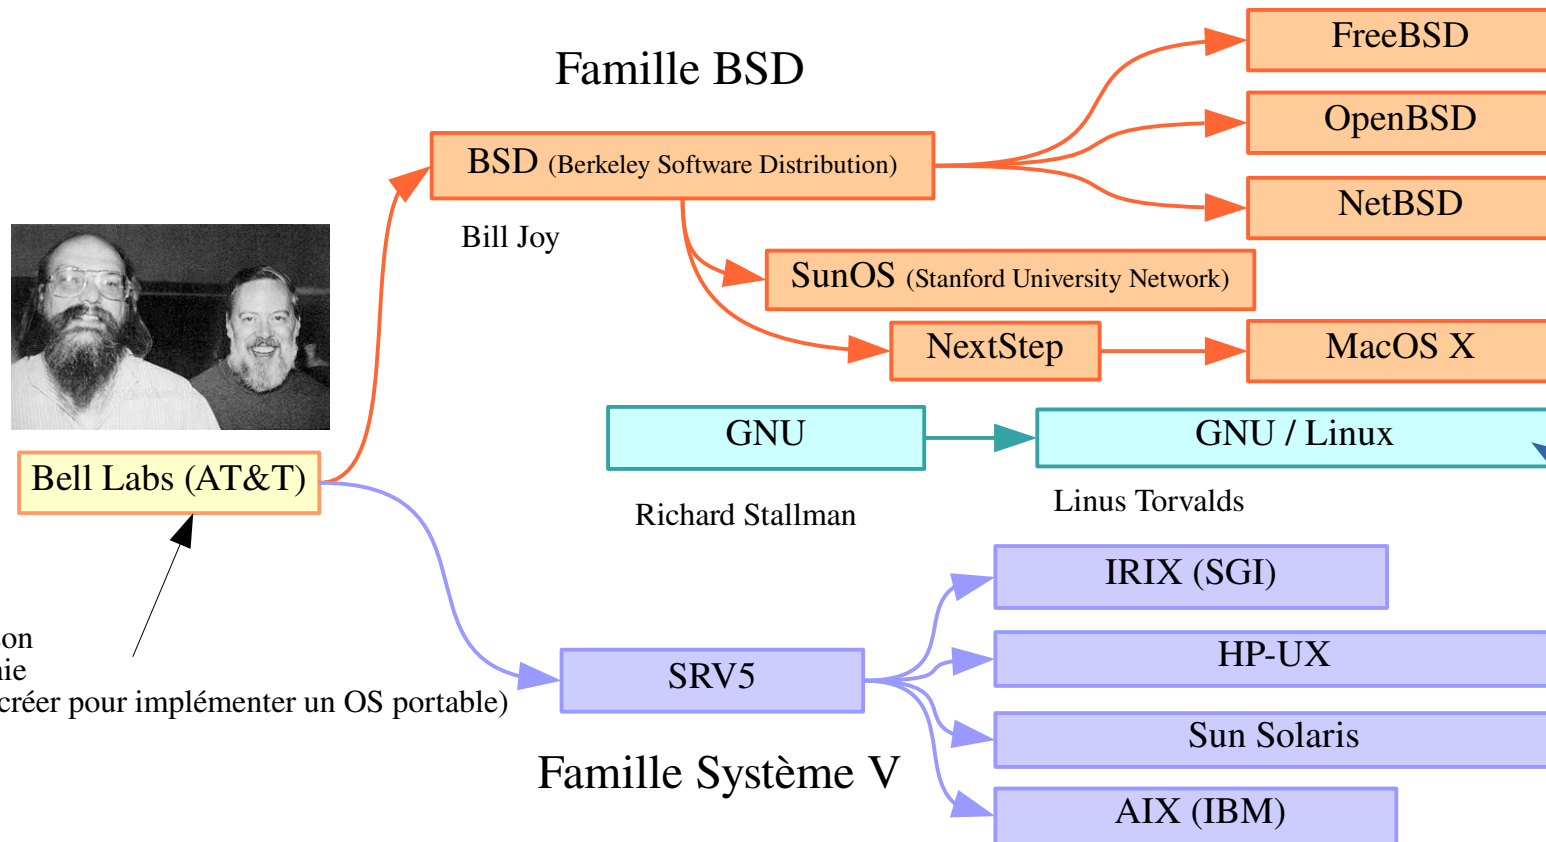 Famille BSD
FreeBSD
OpenBSD
BSD (Berkeley Software Distribution)
NetBSD
Bill Joy
SunOS (Stanford University Network)
NextStep
MacOS X
GNU
GNU / Linux
Bell Labs (AT&T)
Richard Stallman
Linus Torvalds
IRIX (SGI)
on
nie
créer pour implémenter un OS portable)
SRV5
HP-UX
Sun Solaris
Famille Système V
AIX (IBM)